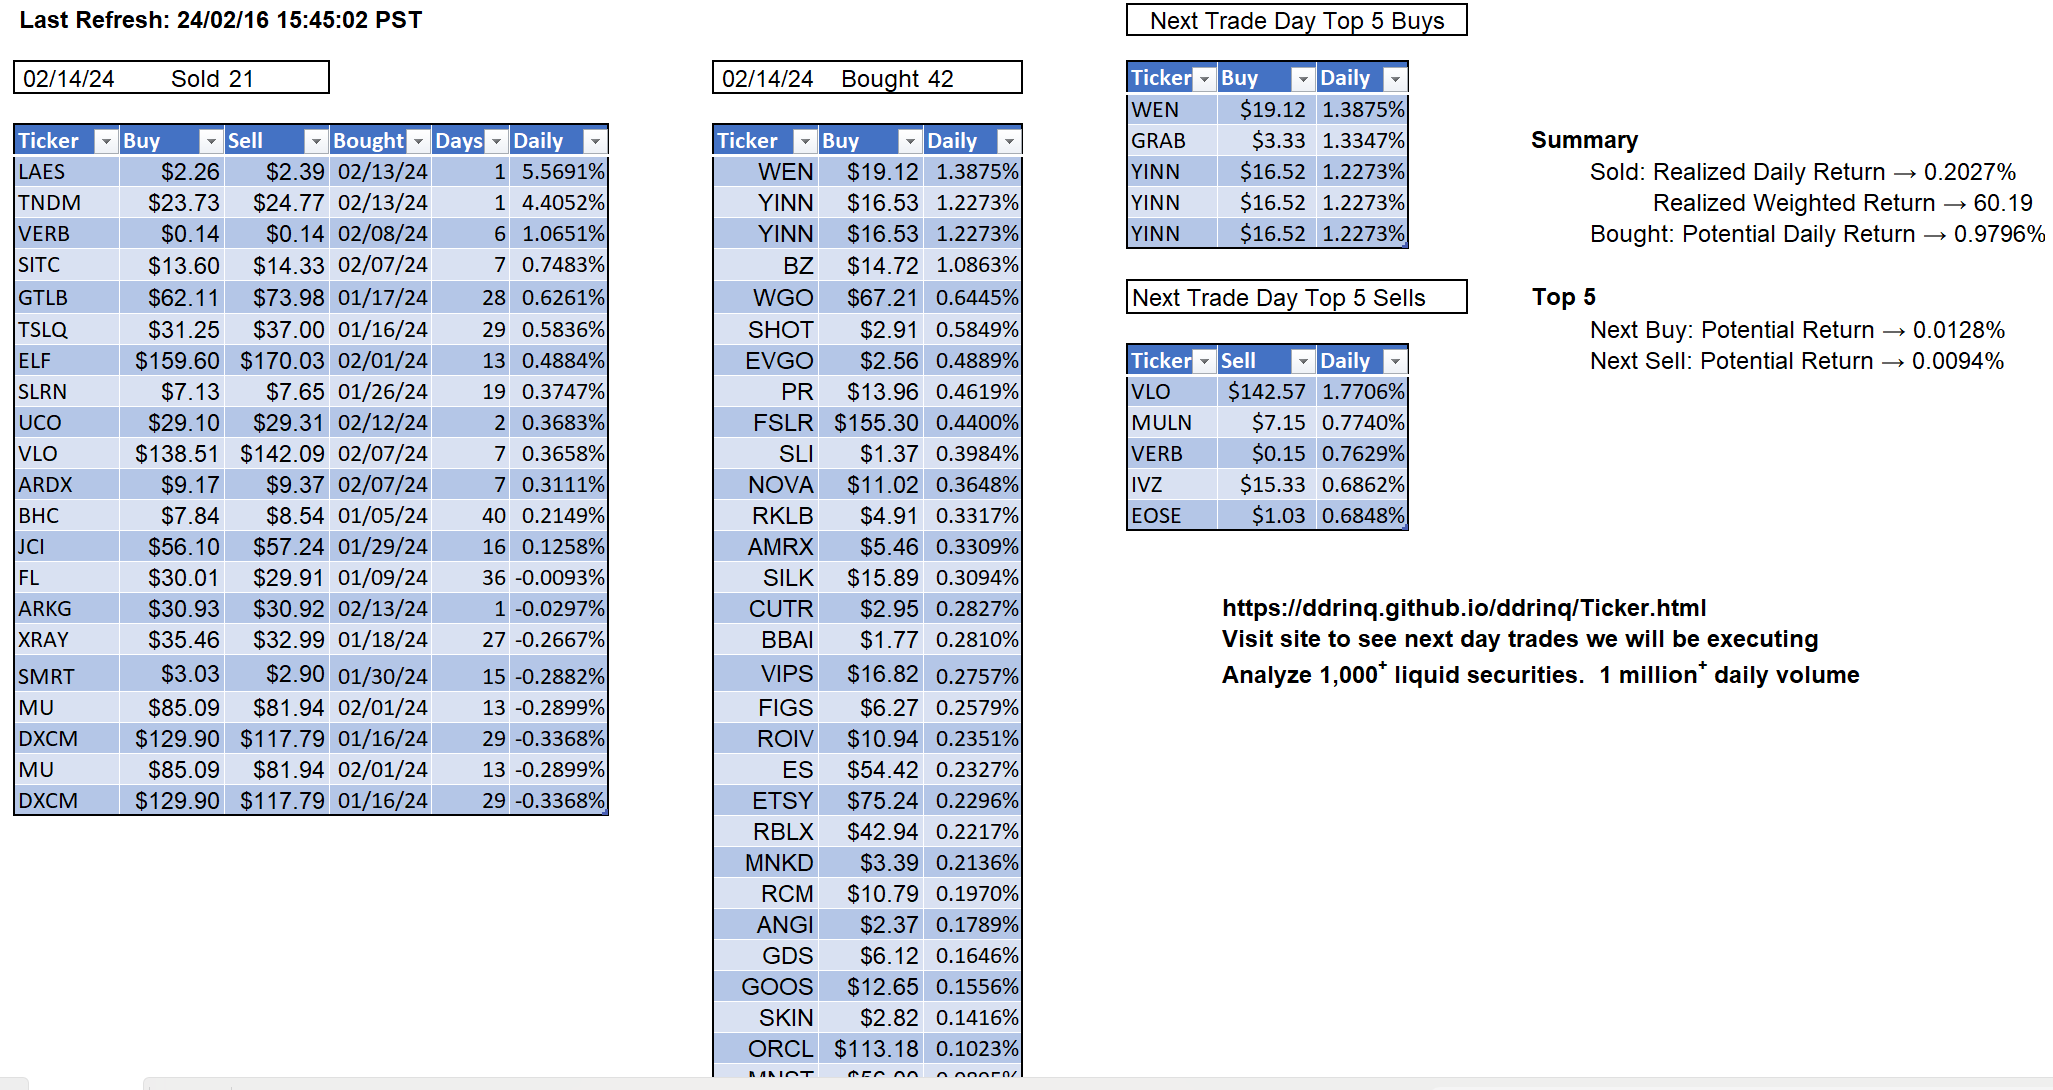 Last Refresh: 24/02/16 15:45:02 PST
02/14/24 Sold 21
Ticker Buy Sell Bought Days Daily
LAES $2.26 $2.39 02/13/24 1 5.5691%
TNDM $23.73 $24.77 02/13/24 1 4.4052%
VERB $0.14 $0.14 02/08/24 6 1.0651%
SITC $13.60 $14.33 02/07/24 7 0.7483%
GTLB $62.11 $73.98 01/17/24 28 0.6261%
TSLQ $31.25 $37.00 01/16/24 29 0.5836%
ELF $159.60 $170.03 02/01/24 13 0.4884%
SLRN $7.13 $7.65 01/26/24 19 0.3747%
UCO $29.10 $29.31 02/12/24 2 0.3683%
VLO $138.51 $142.09 02/07/24 7 0.3658%
ARDX $9.17 $9.37 02/07/24 7 0.3111%
BHC $7.84 $8.54 01/05/24 40 0.2149%
JCI $56.10 $57.24 01/29/24 16 0.1258%
FL $30.01 $29.91 01/09/24 36 -0.0093%
ARKG $30.93 $30.92 02/13/24 1 -0.0297%
XRAY $35.46 $32.99 01/18/24 27 -0.2667%
SMRT $3.03 $2.90 01/30/24 15 -0.2882%
MU $85.09 $81.94 02/01/24 13 -0.2899%
DXCM $129.90 $117.79 01/16/24 29 -0.3368%
MU $85.09 $81.94 02/01/24 13 -0.2899%
DXCM $129.90 $117.79 01/16/24 29 -0.3368%
02/14/24 Bought 42
Ticker Buy Daily
WEN $19.12 1.3875%
YINN $16.53 1.2273%
YINN $16.53 1.2273%
BZ $14.72 1.0863%
WGO $67.21 0.6445%
SHOT $2.91 0.5849%
EVGO $2.56 0.4889%
PR $13.96 0.4619%
FSLR $155.30 0.4400%
SLI $1.37 0.3984%
NOVA $11.02 0.3648%
RKLB $4.91 0.3317%
AMRX $5.46 0.3309%
SILK $15.89 0.3094%
CUTR $2.95 0.2827%
BBAI $1.77 0.2810%
VIPS $16.82 0.2757%
FIGS $6.27 0.2579%
ROIV $10.94 0.2351%
ES $54.42 0.2327%
ETSY $75.24 0.2296%
RBLX $42.94 0.2217%
MNKD $3.39 0.2136%
RCM $10.79 0.1970%
ANGI $2.37 0.1789%
GDS $6.12 0.1646%
GOOS $12.65 0.1556%
SKIN $2.82 0.1416%
ORCL $113.18 0.1023%
Next Trade Day Top 5 Buys
Ticker Buy Daily
WEN $19.12 1.3875%
GRAB $3.33 1.3347%
YINN $16.52 1.2273%
YINN $16.52 1.2273%
YINN $16.52 1.2273%
Next Trade Day Top 5 Sells
Ticker Sell Daily
VLO $142.57 1.7706%
MULN $7.15 0.7740%
VERB $0.15 0.7629%
IVZ $15.33 0.6862%
EOSE $1.03 0.6848%
Summary
Sold: Realized Daily Return → 0.2027%
Realized Weighted Return → 60.19
Bought: Potential Daily Return → 0.9796%
Top 5
Next Buy: Potential Return → 0.0128%
Next Sell: Potential Return → 0.0094%
https://ddrinq.github.io/ddrinq/Ticker.html
Visit site to see next day trades we will be executing
Analyze 1,000+ liquid securities. 1 million+ daily volume